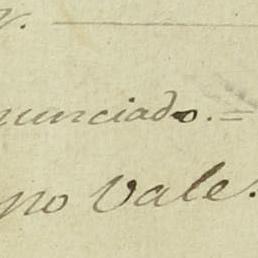 nunciado. =
no Vale.